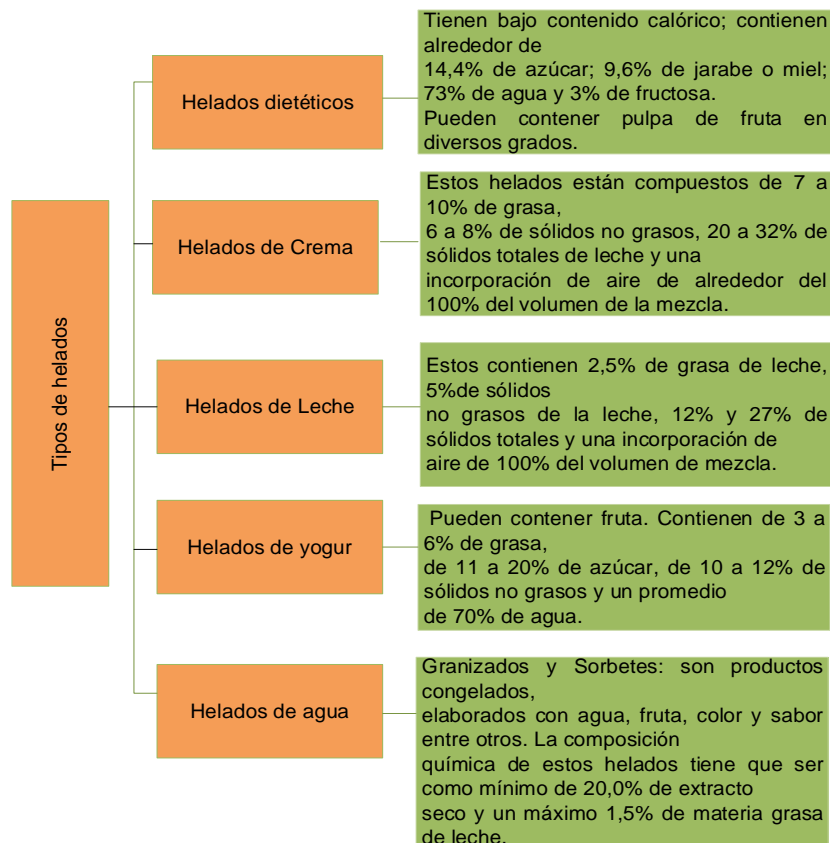 Tipos de helados
Helados dietéticos
Tienen bajo contenido calórico; contienen
alrededor de
14,4% de azúcar; 9,6% de jarabe o miel;
73% de agua y 3% de fructosa.
Pueden contener pulpa de fruta en
diversos grados.
Helados de Crema
Estos helados están compuestos de 7 a
10% de grasa,
6 a 8% de sólidos no grasos, 20 a 32% de
sólidos totales de leche y una
incorporación de aire de alrededor del
100% del volumen de la mezcla.
Helados de Leche
Estos contienen 2,5% de grasa de leche,
5%de sólidos
no grasos de la leche, 12% y 27% de
sólidos totales y una incorporación de
aire de 100% del volumen de mezcla.
Helados de yogur
Pueden contener fruta. Contienen de 3 a
6% de grasa,
de 11 a 20% de azúcar, de 10 a 12% de
sólidos no grasos y un promedio
de 70% de agua.
Helados de agua
Granizados y Sorbetes: son productos
congelados,
elaborados con agua, fruta, color y sabor
entre otros. La composición
química de estos helados tiene que ser
como mínimo de 20,0% de extracto
seco y un máximo 1,5% de materia grasa
de leche.